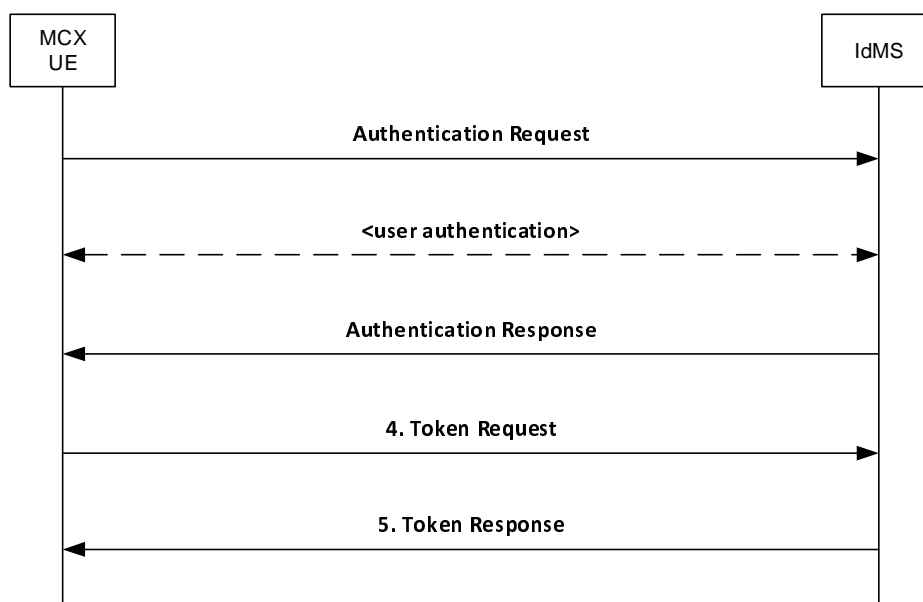 MCX
UE
IdMS
Authentication Request
<user authentication>
Authentication Response
4. Token Request
5. Token Response